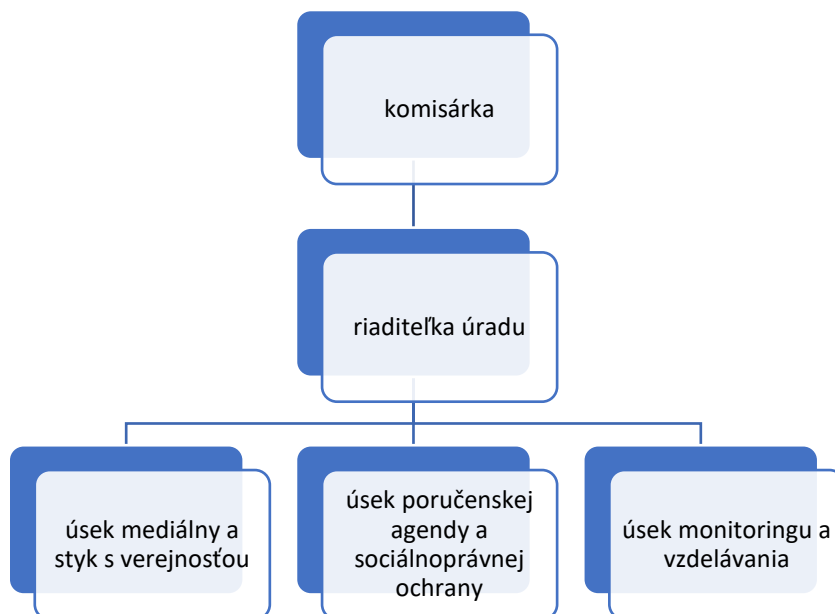 komisárka
riaditeľka úradu
úsek mediálny a
styk s verejnosťou
úsek poručenskej
agendy a
sociálnoprávnej
ochrany
úsek monitoringu a
vzdelávania